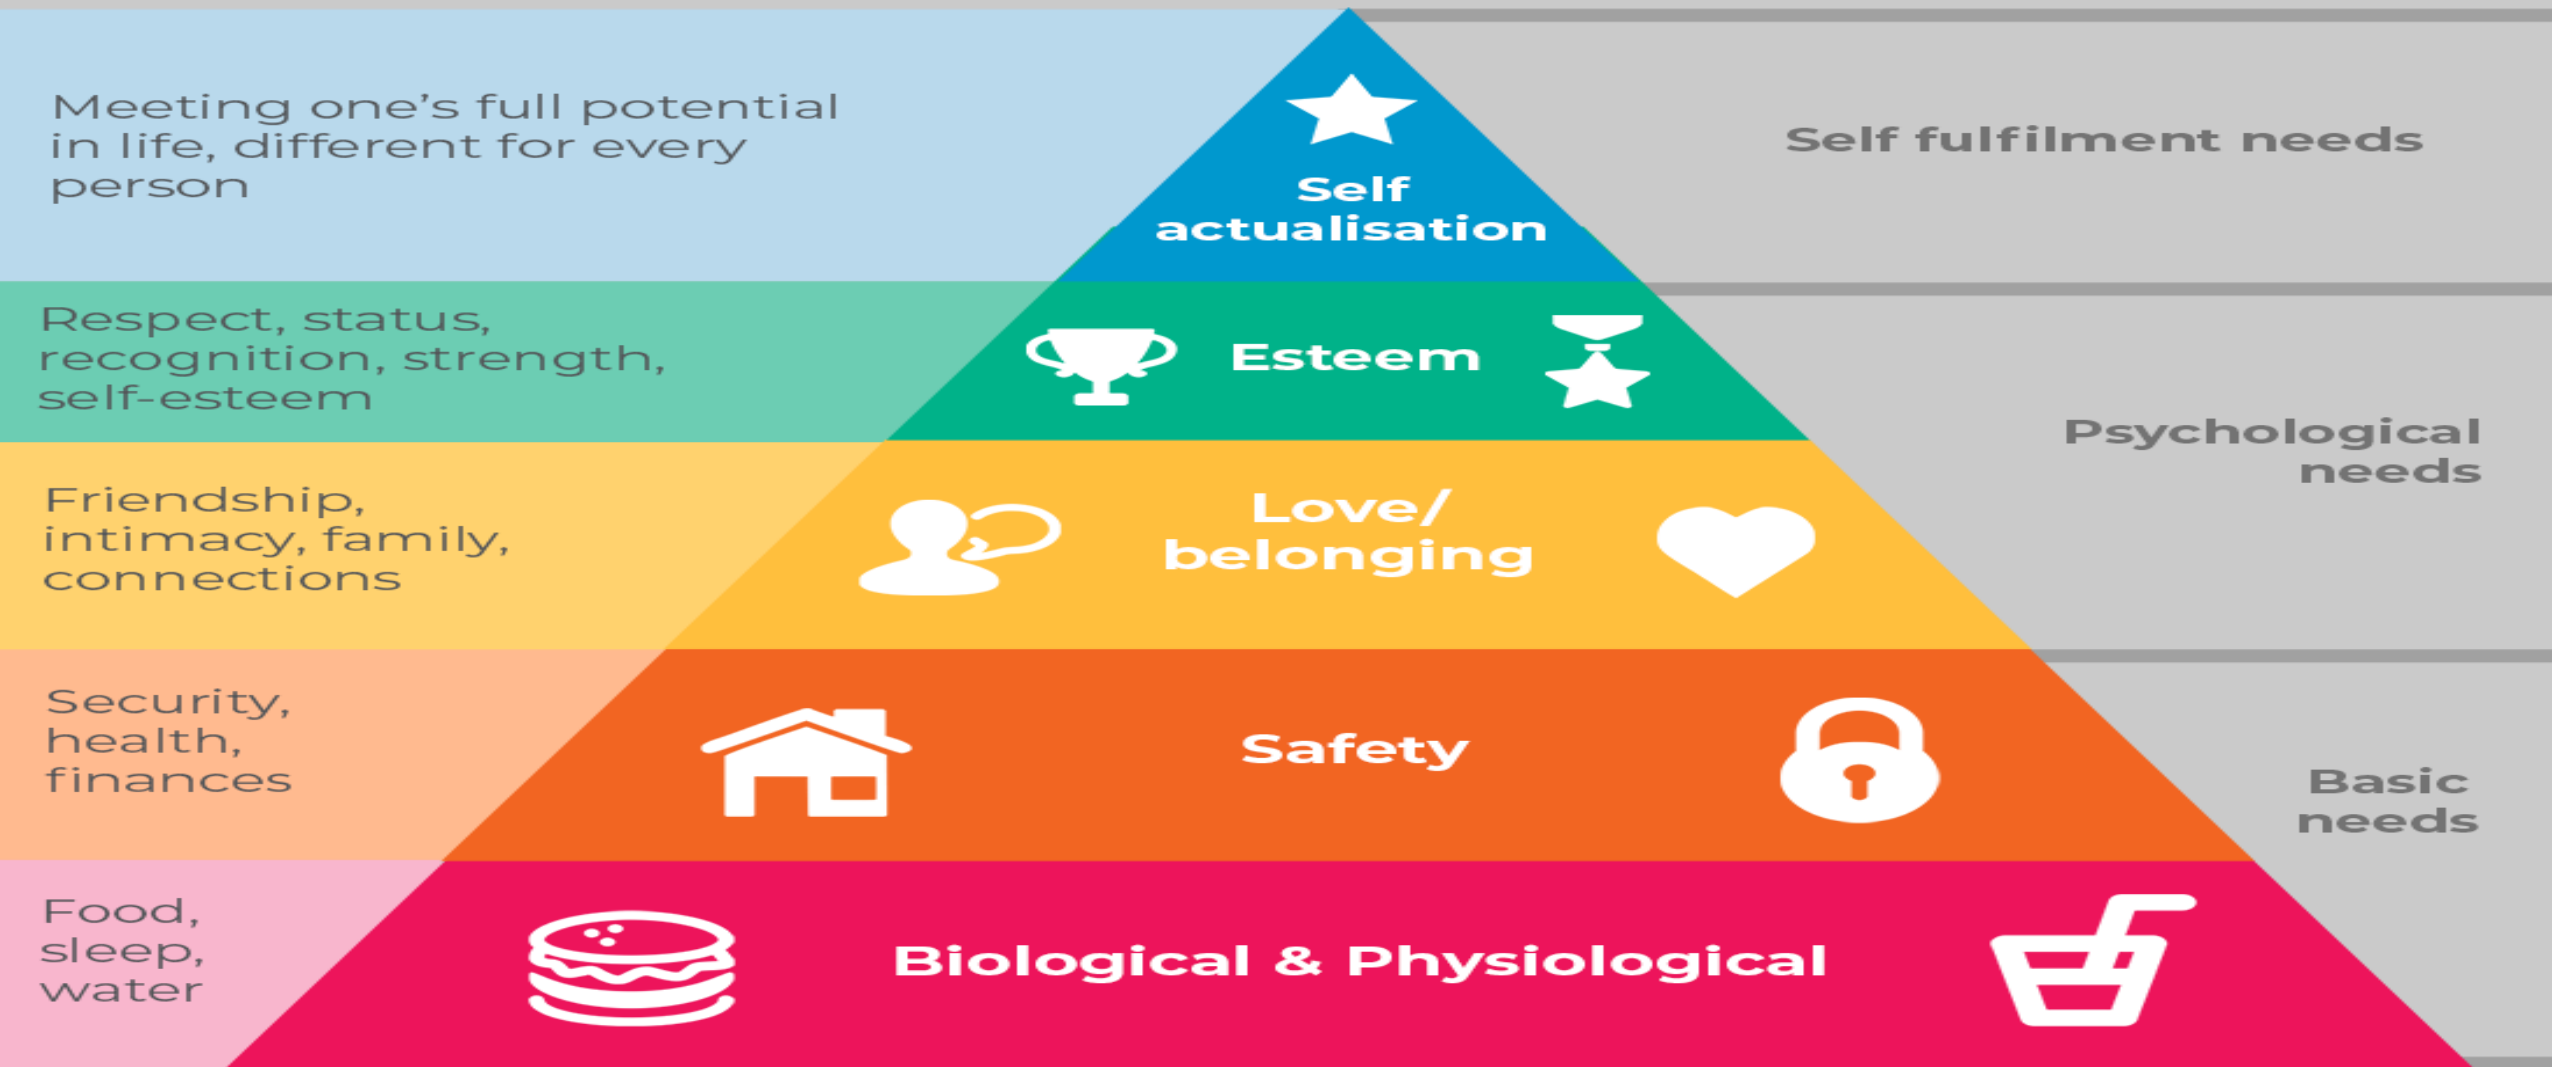 Meeting one’s full potential
in life, different for every
person
Self
actualisation
Self fulfilment needs
Respect, status,
recognition, strength,
self-esteem
Esteem
Psychological
needs
Friendship,
intimacy, family,
connections
Love/
belonging
Security,
health,
finances
Safety
Basic
needs
Food,
sleep,
water
Biological & Physiological